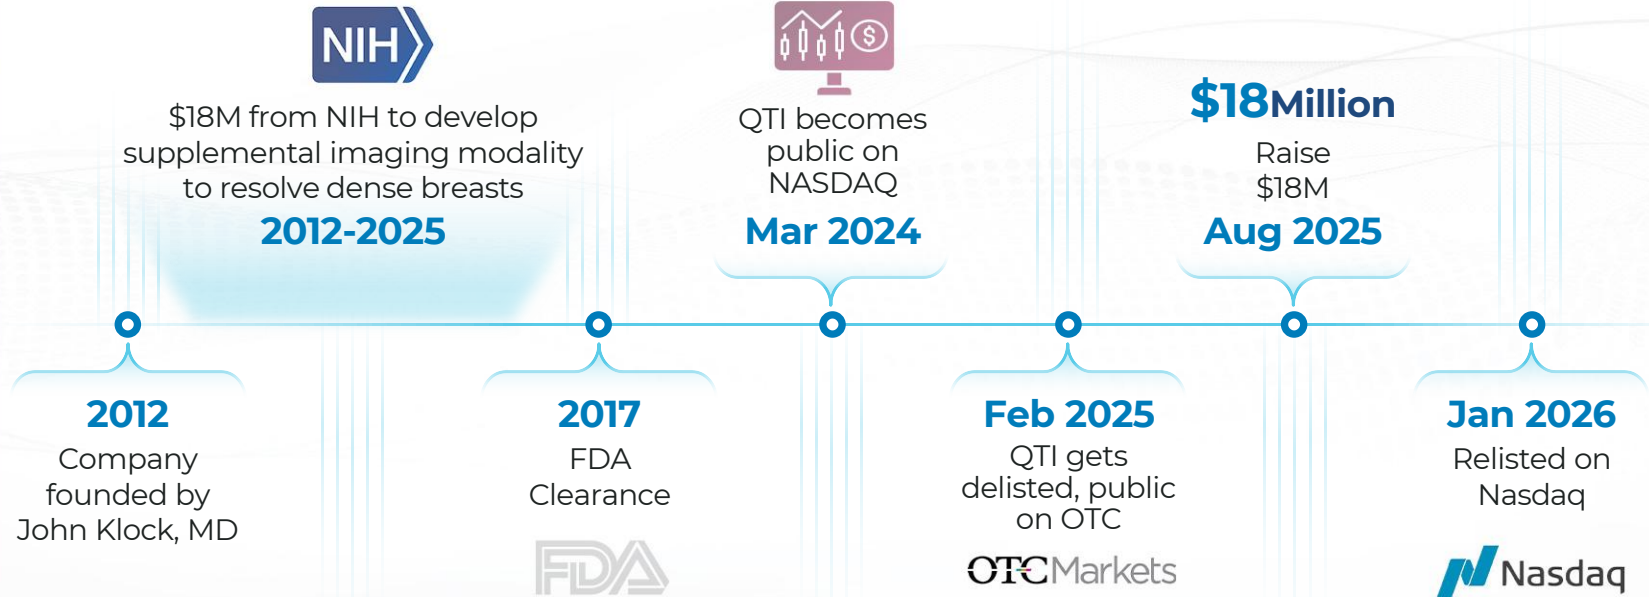 NIH
$18M from NIH to develop
supplemental imaging modality
to resolve dense breasts
2012-2025
$
QTI becomes
public on
NASDAQ
Mar 2024
$18Million
Raise
$18M
Aug 2025
2012
Company
founded by
John Klock, MD
2017
FDA
Clearance
FDA
Feb 2025
QTI gets
delisted, public
on OTC
OTCMarkets
Jan 2026
Relisted on
Nasdaq
Nasdaq